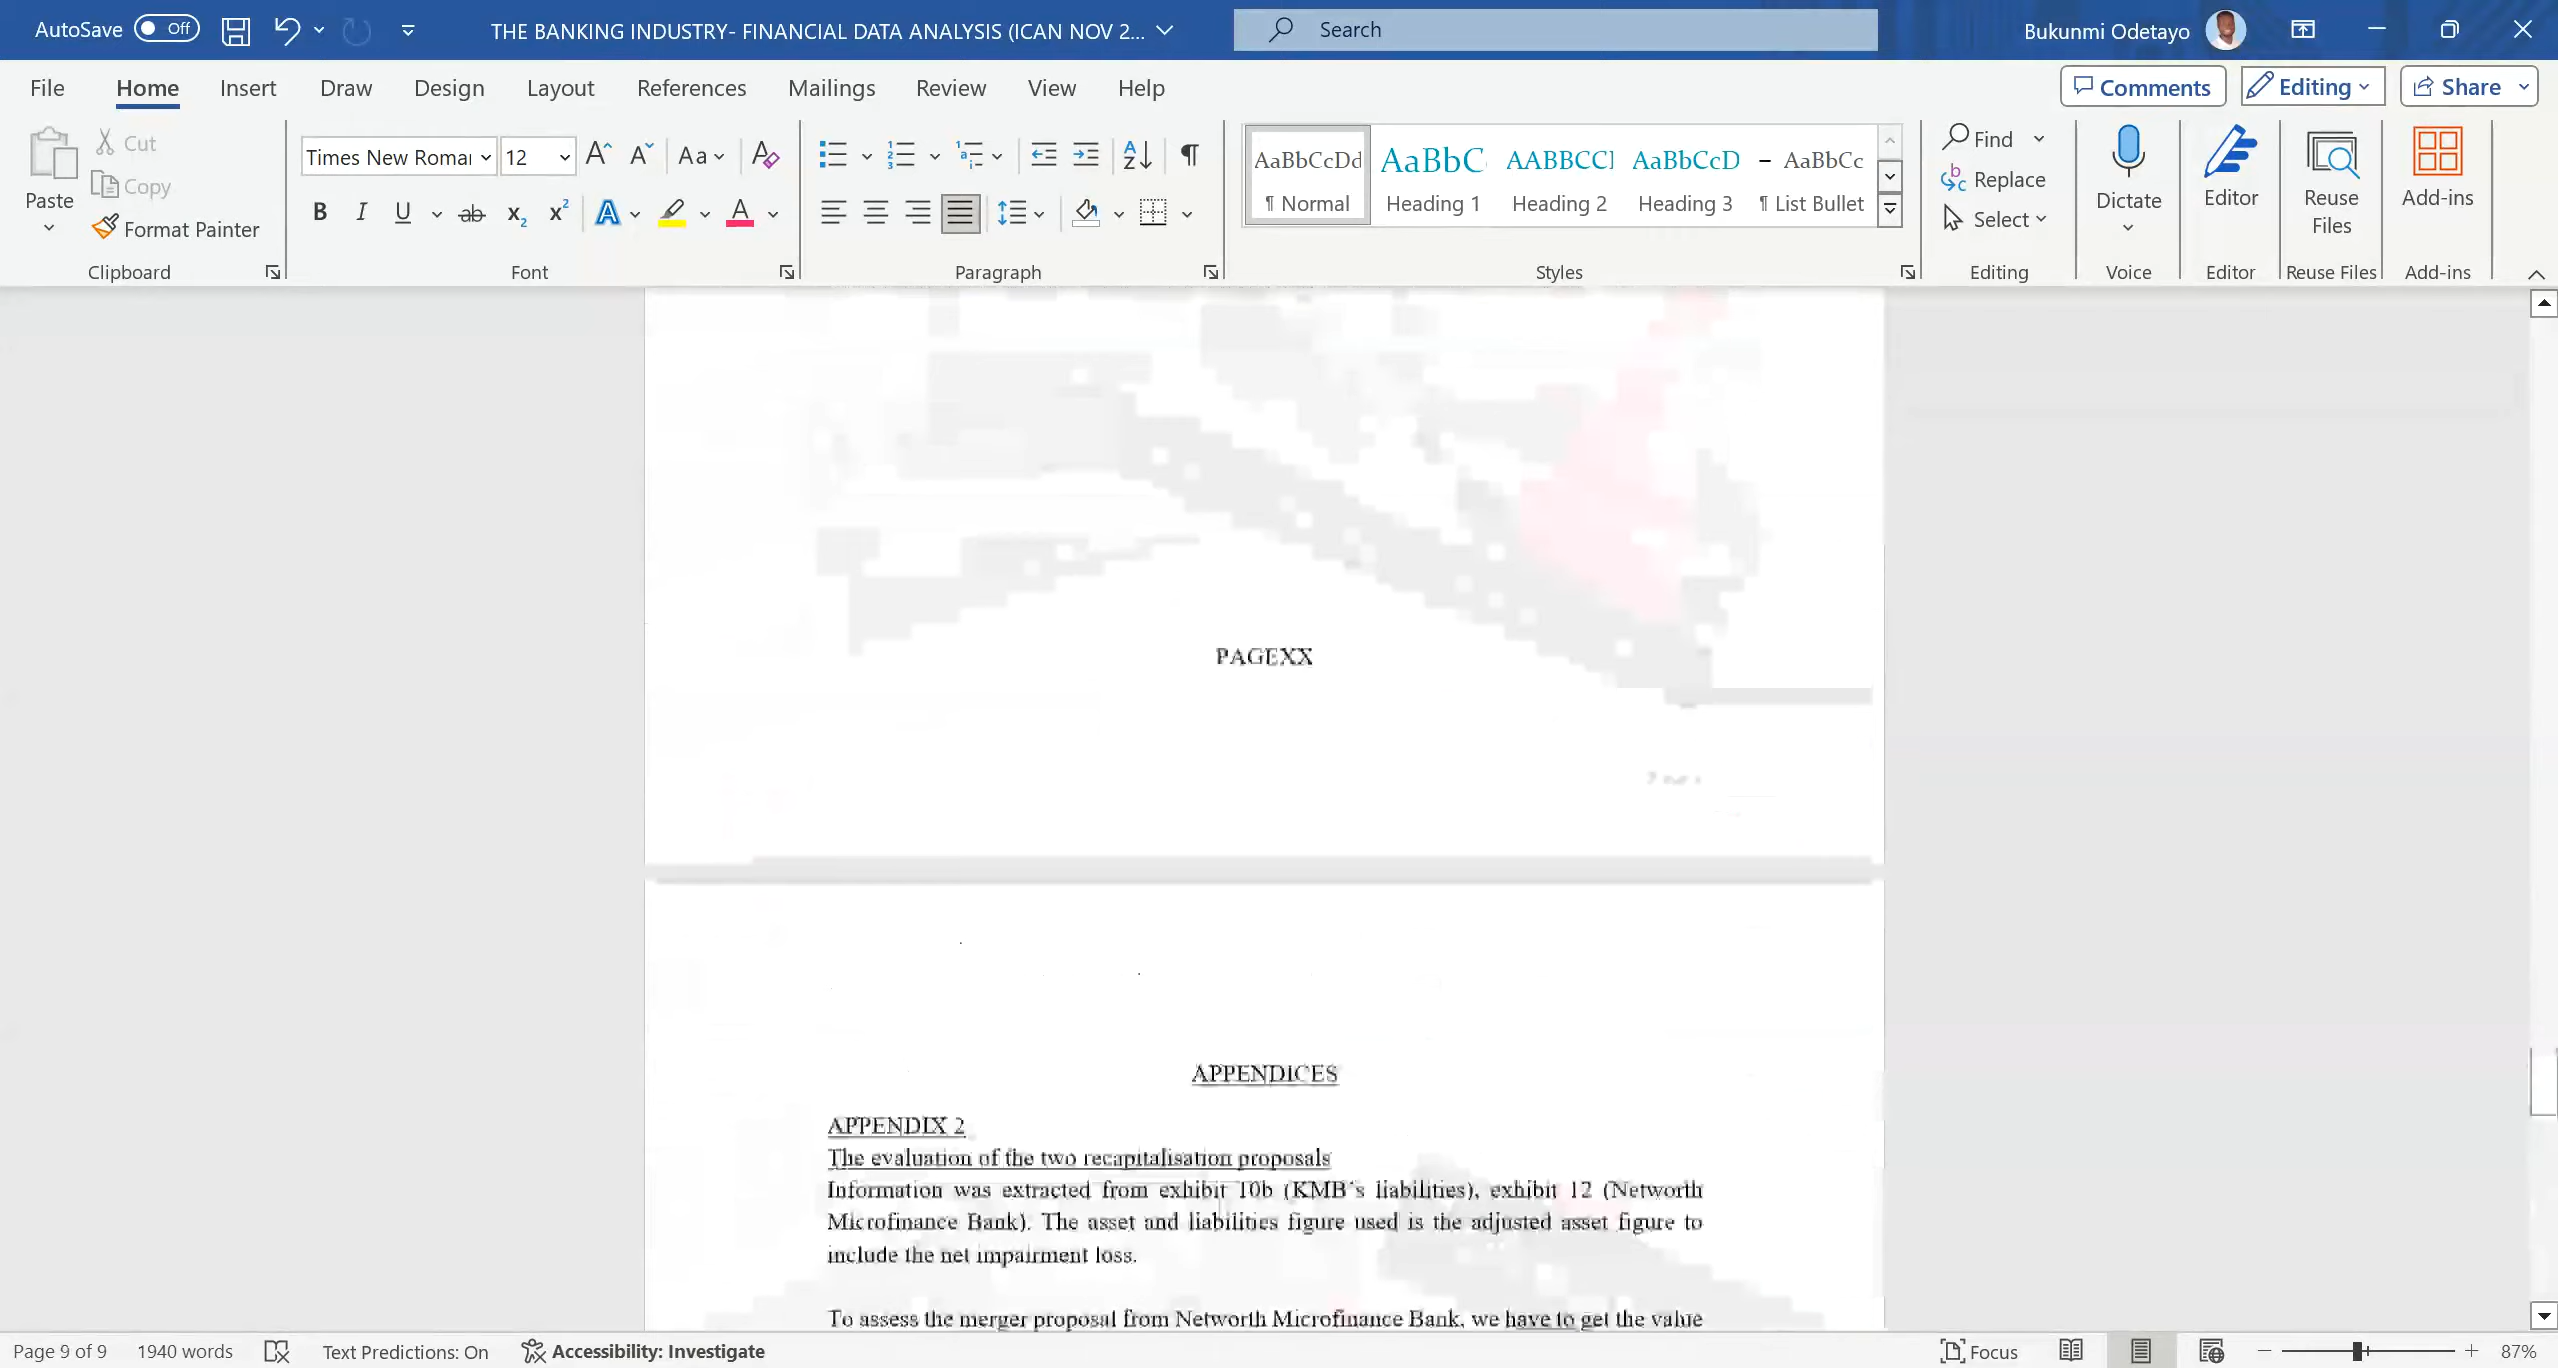 AutoSave Off THE BANKING INDUSTRY- FINANCIAL DATA ANALYSIS (ICAN NOV 2... Search Bukunmi Odetayo
File Home Insert Draw Design Layout References Mailings Review View Help Comments Editing Share
Paste Cut Copy Format Painter
Clipboard
Times New Roma 12
Font
Paragraph
AaBbCcDd AaBbC AABBCCI AaBbCcD AaBbCc
¶ Normal Heading 1 Heading 2 Heading 3 ¶ List Bullet
Styles
Find
Replace
Select
Editing
Dictate
Voice
Editor
Editor
Reuse Files
Reuse Files
Add-ins
Add-ins
PAGEXX
APPENDICES
APPENDIX 2
The evaluation of the two recapitalisation proposals
Information was extracted from exhibit 10b (KMB's liabilities), exhibit 12 (Networth
Microfinance Bank). The asset and liabilities figure used is the adjusted asset figure to
include the net impairment loss.
To assess the merger proposal from Networth Microfinance Bank, we have to get the value
Page 9 of 9 1940 words Text Predictions: On Accessibility: Investigate Focus 87%